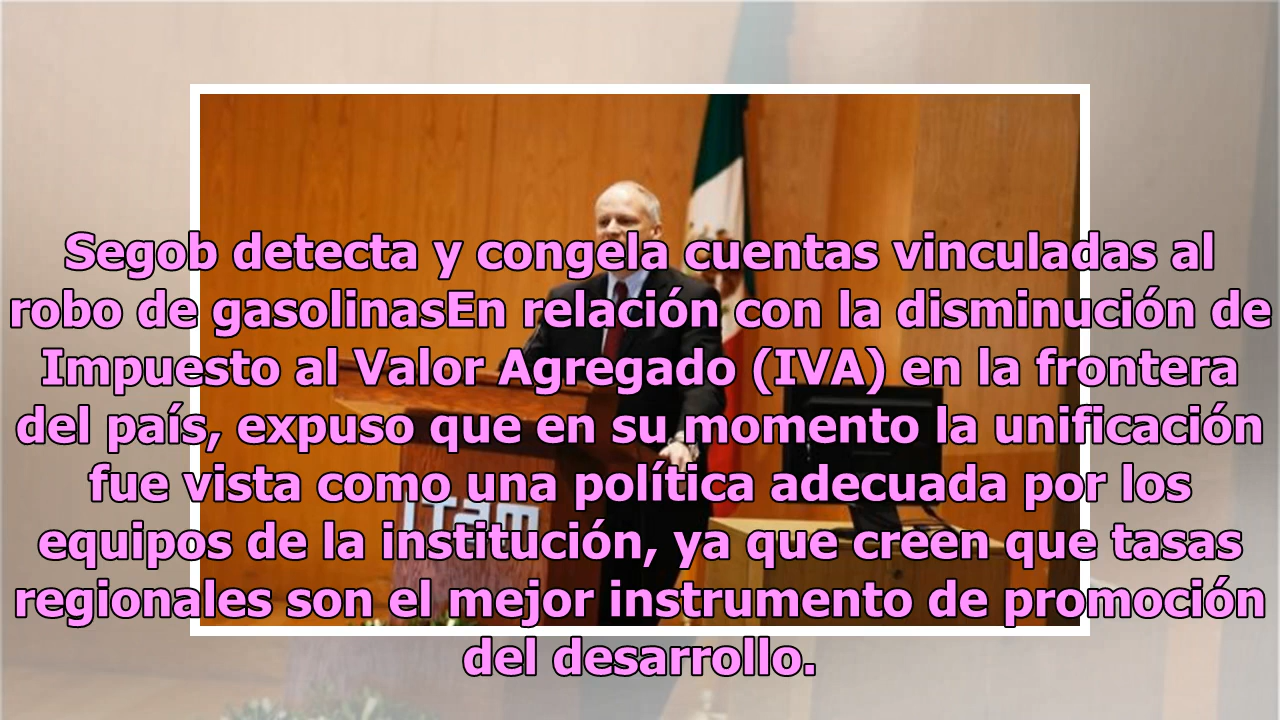 Segob detecta y congela cuentas vinculadas al
robo de gasolinasEn relación con la disminución de
Impuesto al Valor Agregado (IVA) en la frontera
del país, expuso que en su momento la unificación
fue vista como una política adecuada por los
equipos de la institución, ya que creen que tasas
regionales son el mejor instrumento de promoción
del desarrollo.
ITAM